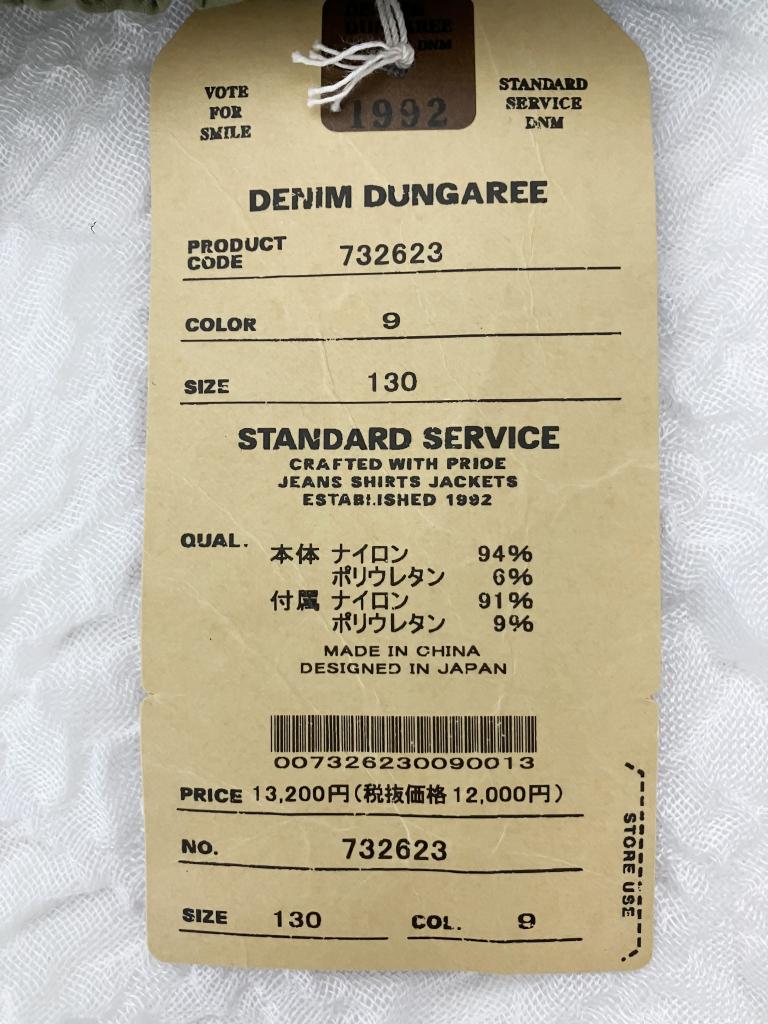 DUNGAREE
DNM
1992
VOTE
FOR
SMILE
STANDARD
SERVICE
DNM
DENIM DUNGAREE
PRODUCT
CODE 732623
COLOR 9
SIZE 130
STANDARD SERVICE
CRAFTED WITH PRIDE
JEANS SHIRTS JACKETS
ESTABLISHED 1992
QUAL.
本体 ナイロン 94%
ポリウレタン 6%
付属 ナイロン 91%
ポリウレタン 9%
MADE IN CHINA
DESIGNED IN JAPAN
007326230090013
PRICE 13,200円(税抜価格 12,000円)
NO. 732623
SIZE 130 COL. 9
STORE USE